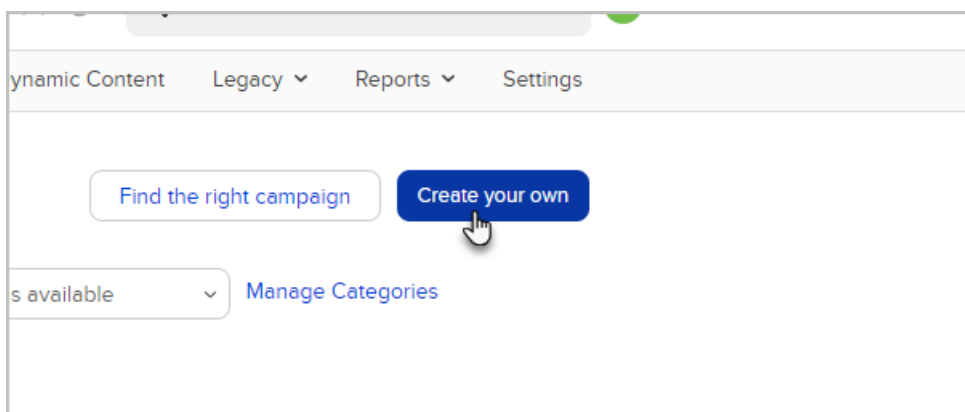 ynamic Content Legacy Reports Settings
Find the right campaign Create your own
s available Manage Categories